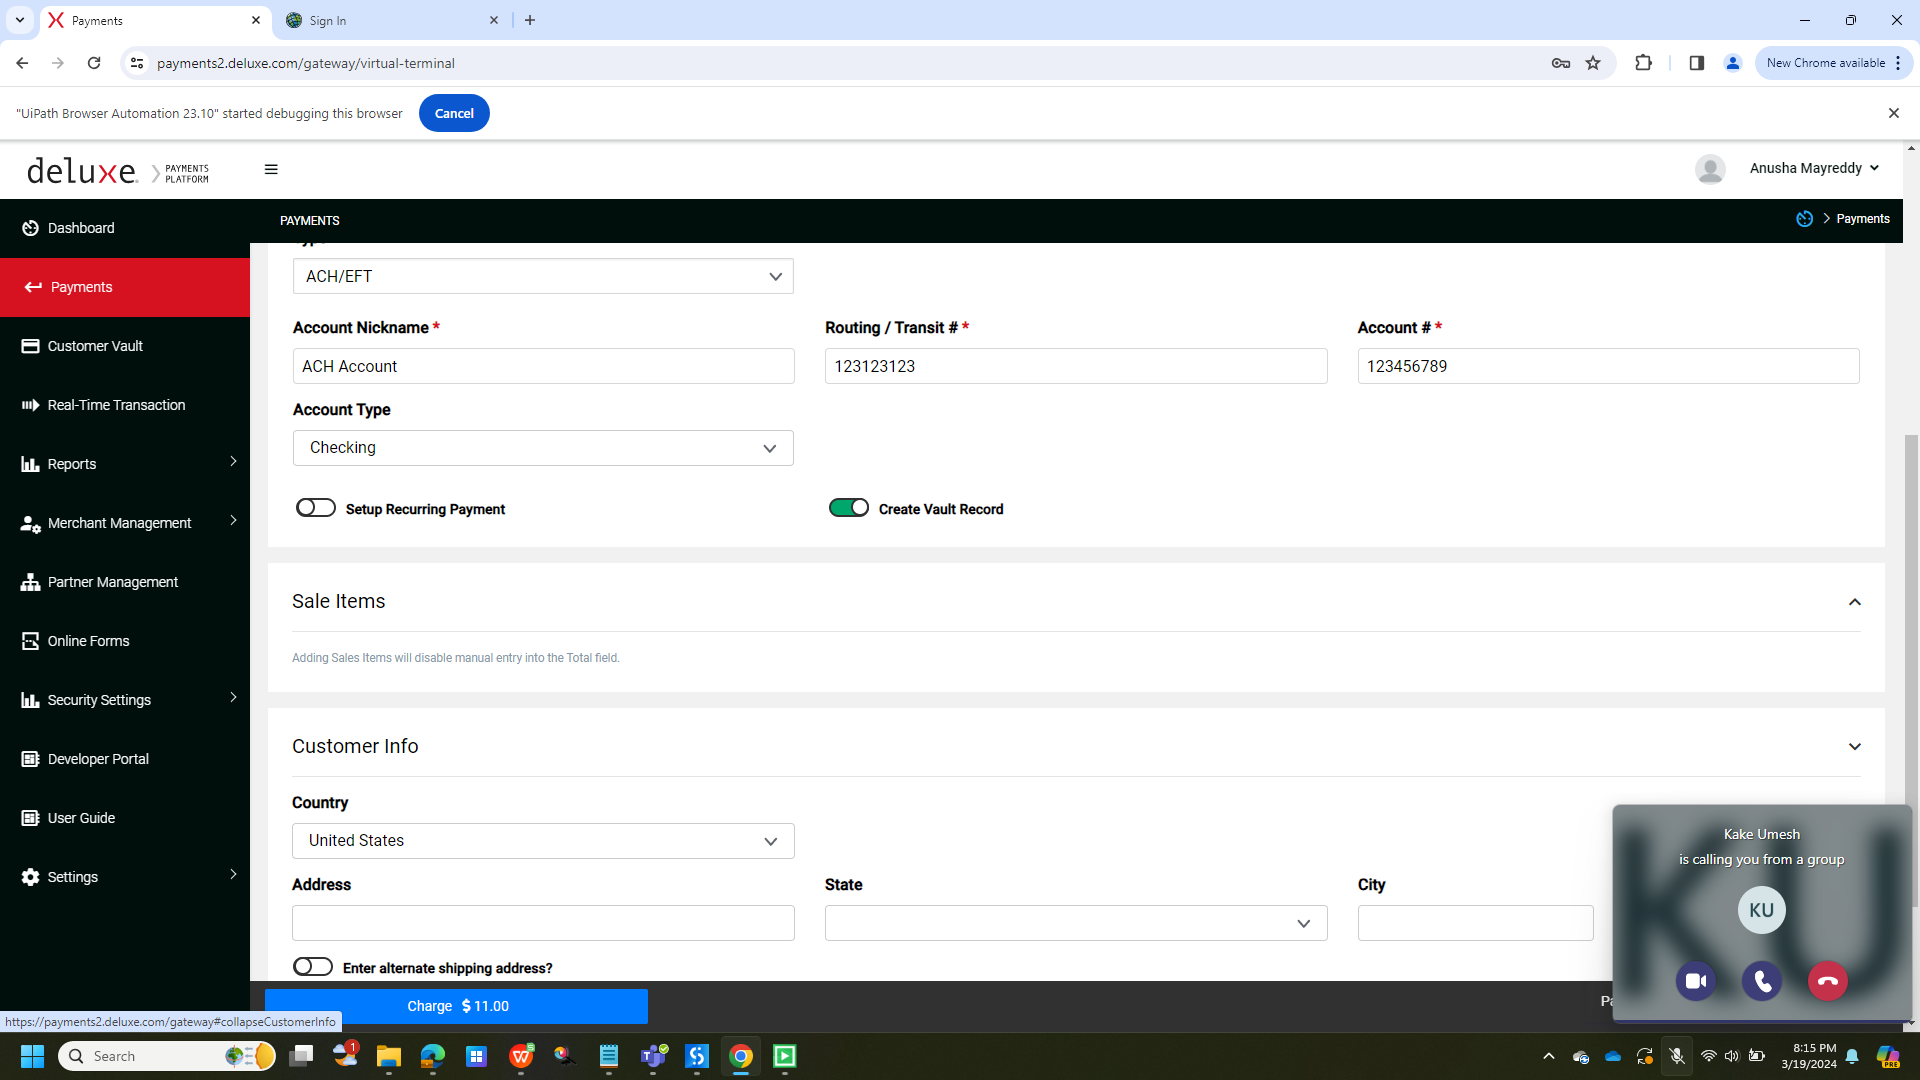 Payments
Sign In
payments2.deluxe.com/gateway/virtual-terminal
New Chrome available
"UiPath Browser Automation 23.10" started debugging this browser
Cancel
deluxe.
PAYMENTS
PLATFORM
Anusha Mayreddy
Dashboard
Payments
Customer Vault
Real-Time Transaction
Reports
Merchant Management
Partner Management
Online Forms
Security Settings
Developer Portal
User Guide
Settings
PAYMENTS
Payments
ACH/EFT
Account Nickname *
Routing / Transit # *
Account # *
ACH Account
123123123
123456789
Account Type
Checking
Setup Recurring Payment
Create Vault Record
Sale Items
Adding Sales Items will disable manual entry into the Total field.
Customer Info
Country
United States
Address
State
City
Enter alternate shipping address?
Charge $ 11.00
Kake Umesh
is calling you from a group
KU
https://payments2.deluxe.com/gateway#collapseCustomerInfo
Search
1
8:15 PM
3/19/2024